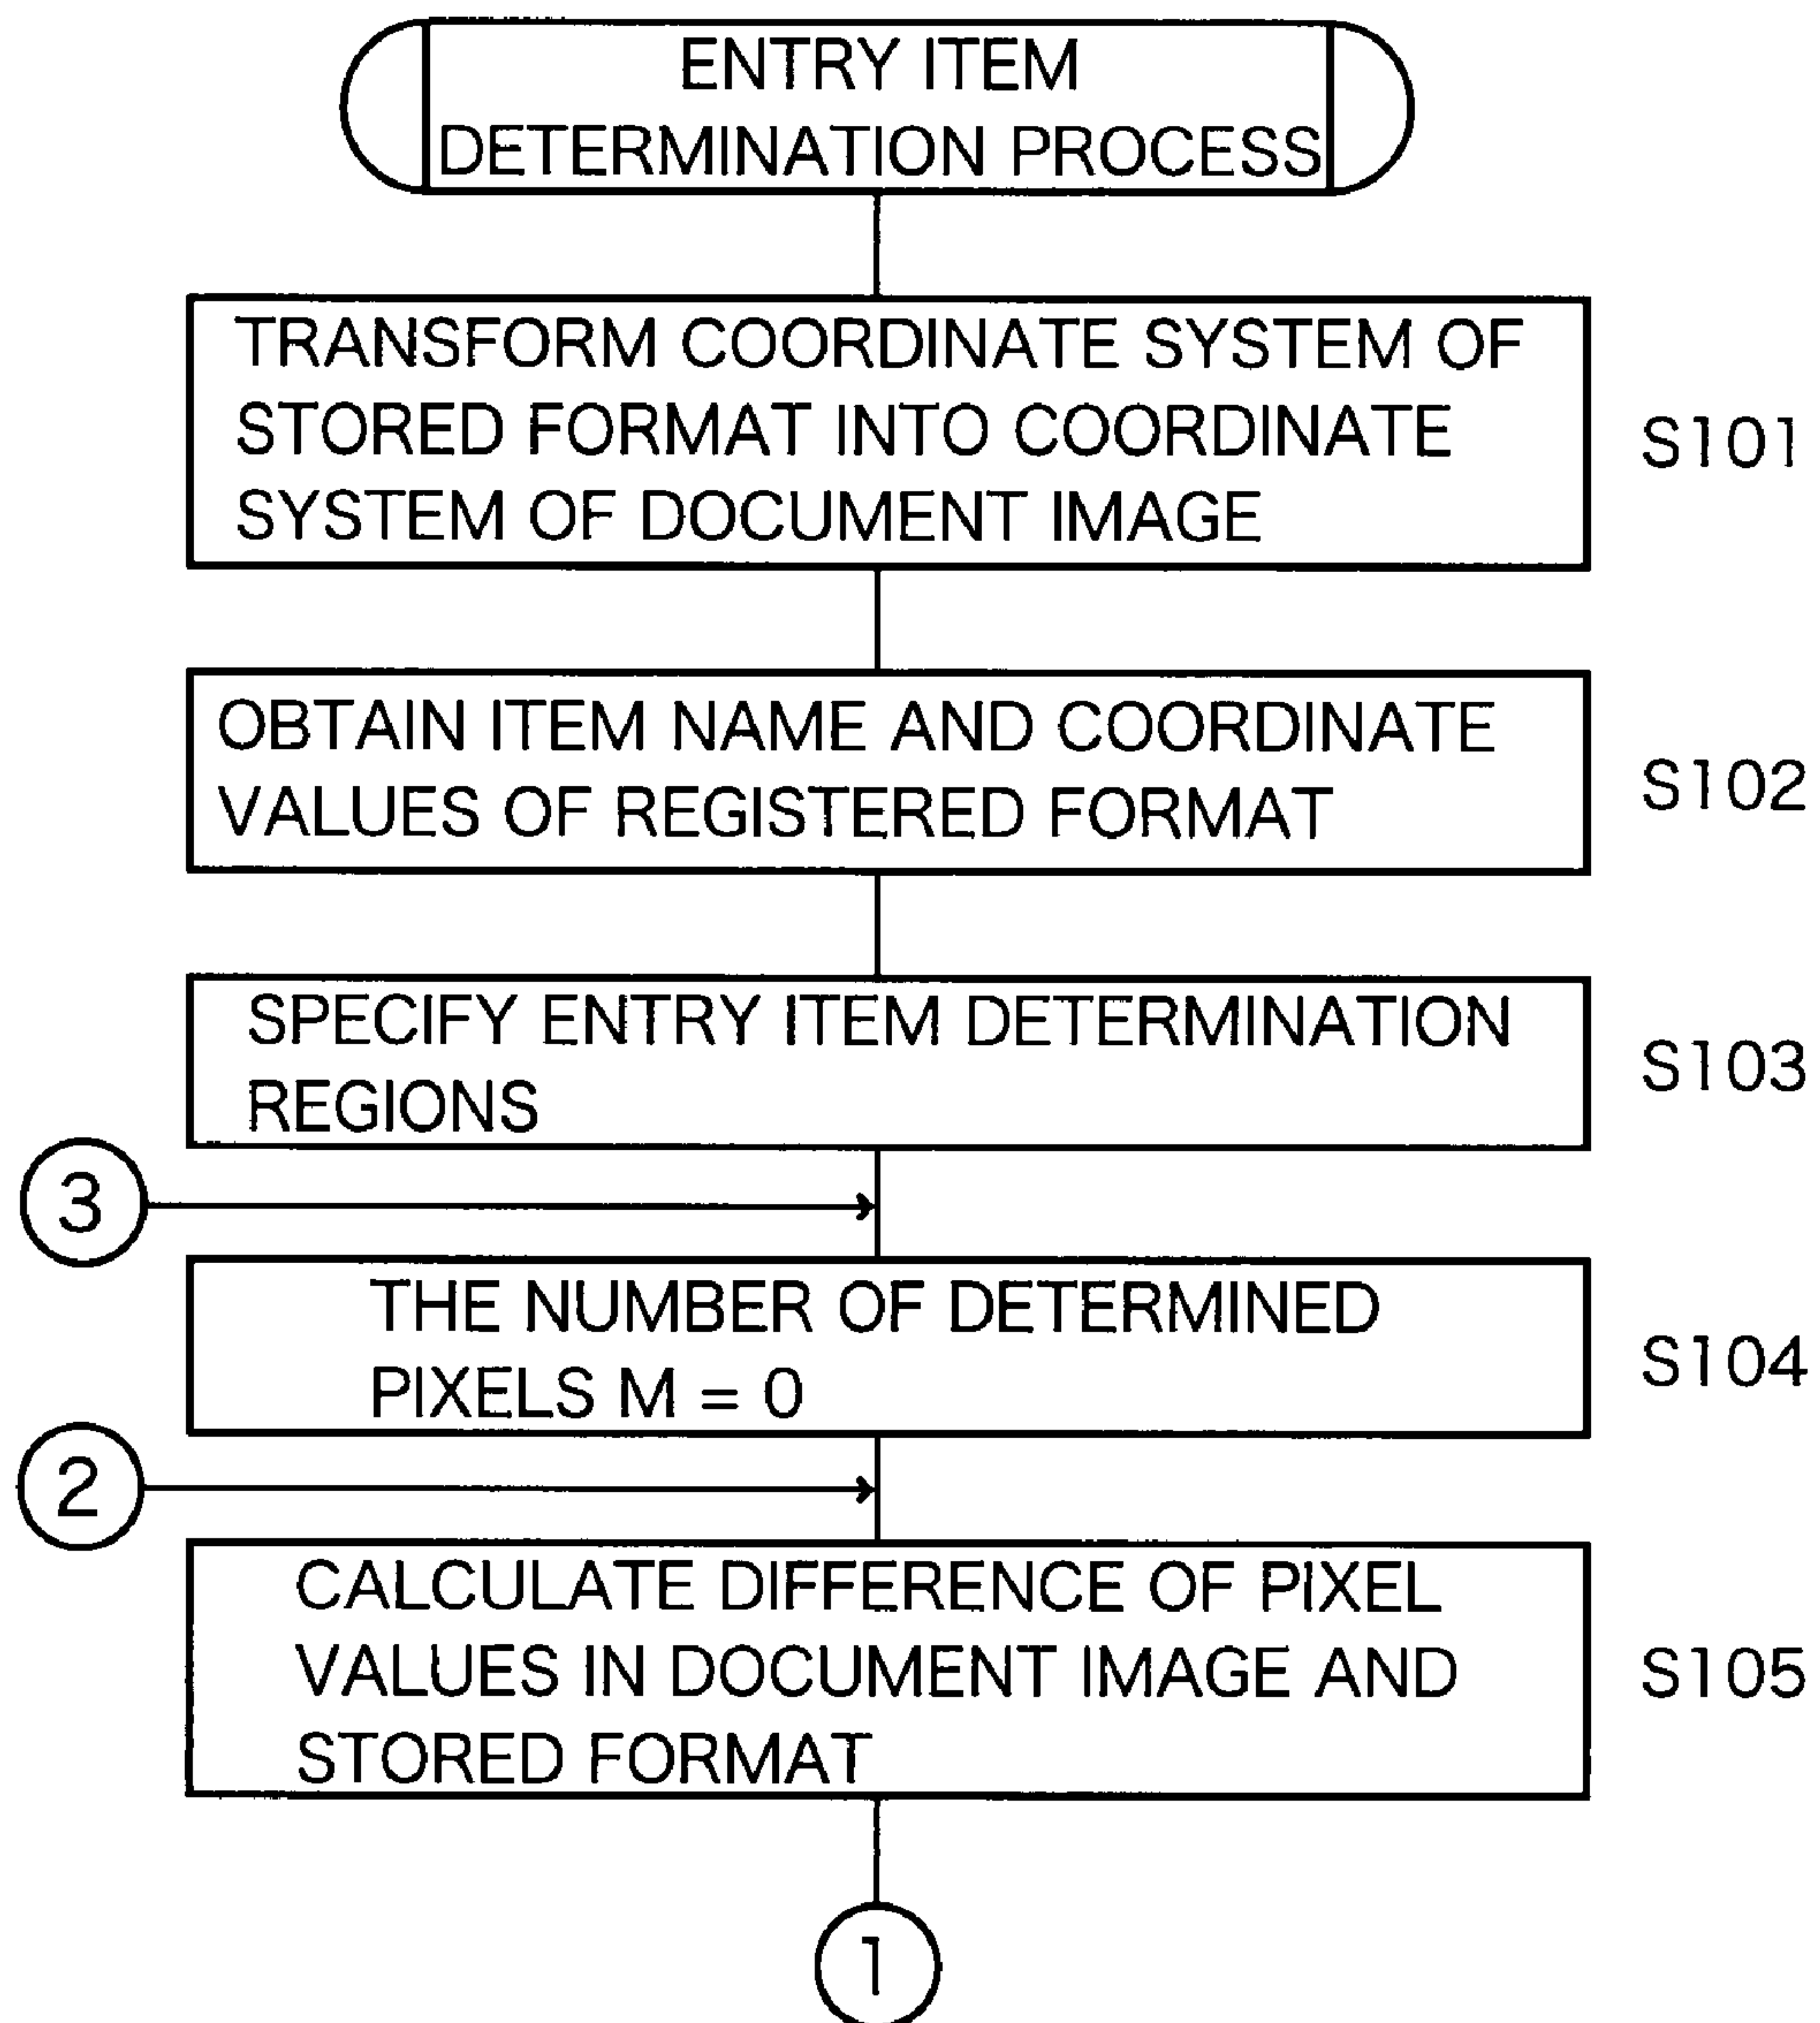 ENTRY ITEM
DETERMINATION PROCESS
TRANSFORM COORDINATE SYSTEM OF
STORED FORMAT INTO COORDINATE
SYSTEM OF DOCUMENT IMAGE
S101
OBTAIN ITEM NAME AND COORDINATE
VALUES OF REGISTERED FORMAT
S102
SPECIFY ENTRY ITEM DETERMINATION
REGIONS
S103
3
THE NUMBER OF DETERMINED
PIXELS M = 0
S104
2
CALCULATE DIFFERENCE OF PIXEL
VALUES IN DOCUMENT IMAGE AND
STORED FORMAT
S105
1